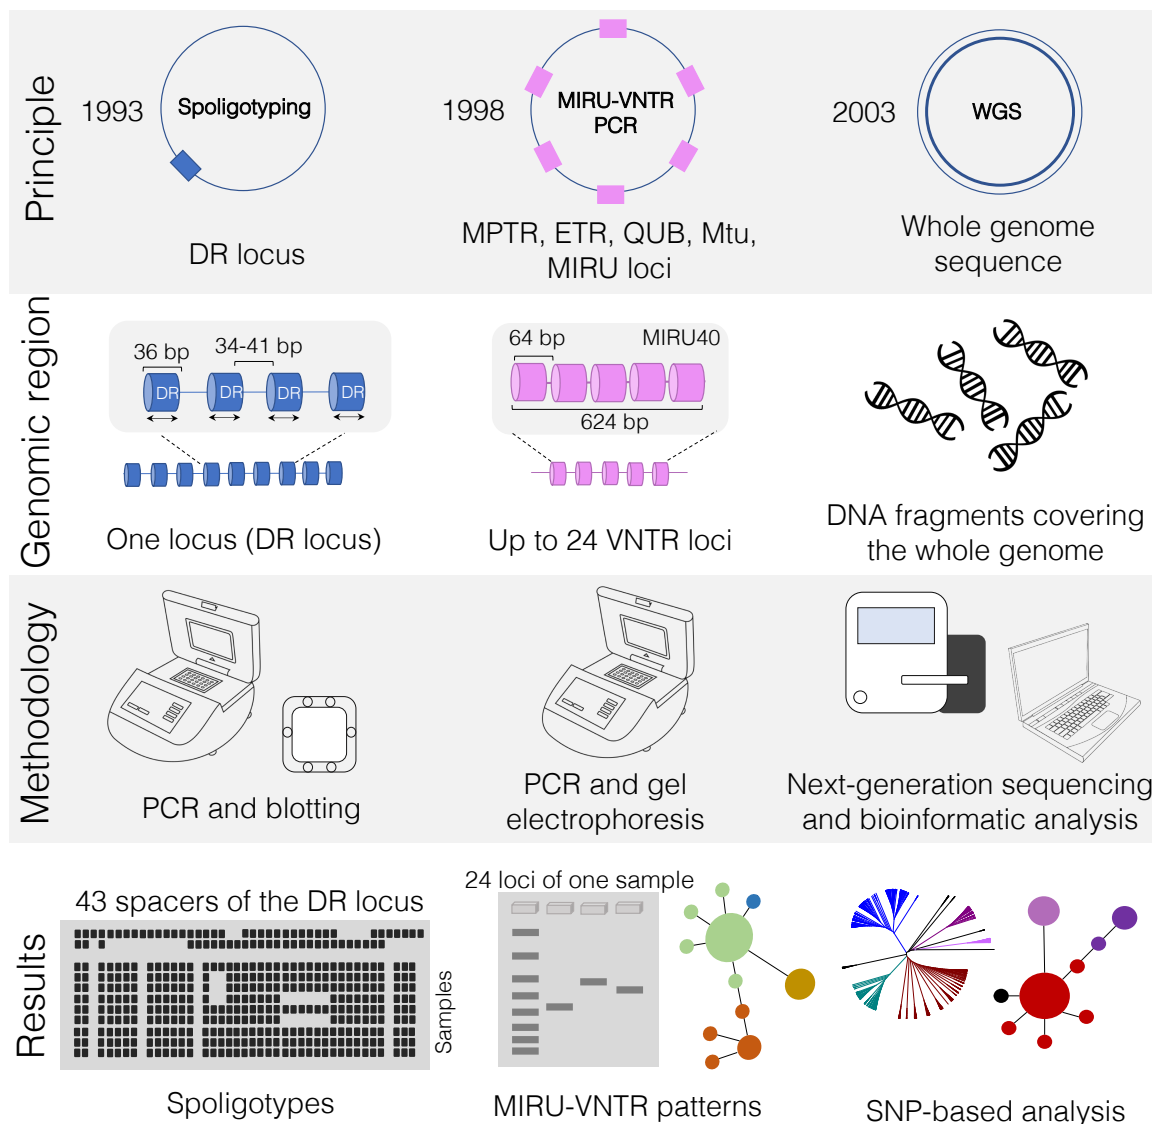 Principle
1993
Spoligotyping
DR locus
1998
MIRU-VNTR
PCR
MPTR, ETR, QUB, Mtu,
MIRU loci
2003
WGS
Whole genome
sequence
Genomic region
36 bp
34-41 bp
DR
DR
DR
DR
One locus (DR locus)
64 bp
MIRU40
624 bp
Up to 24 VNTR loci
DNA fragments covering
the whole genome
Methodology
PCR and blotting
PCR and gel
electrophoresis
Next-generation sequencing
and bioinformatic analysis
Results
43 spacers of the DR locus
Samples
Spoligotypes
24 loci of one sample
MIRU-VNTR patterns
SNP-based analysis